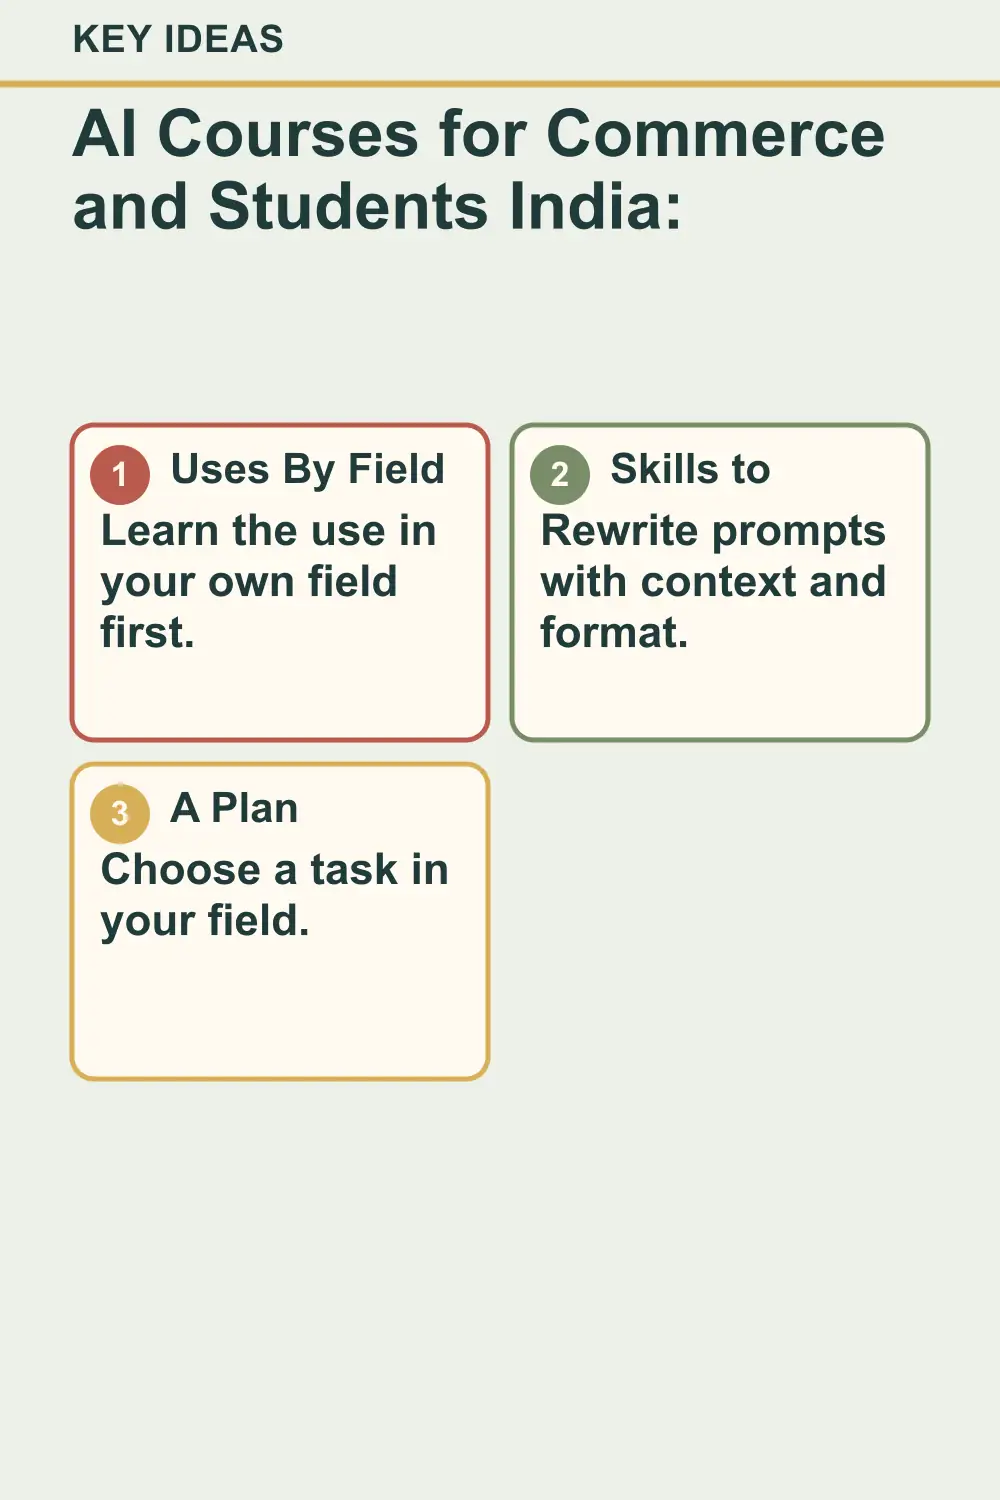 KEY IDEAS
AI Courses for Commerce
and Students India:
1 Uses By Field
Learn the use in
your own field
first.
2 Skills to
Rewrite prompts
with context and
format.
3 A Plan
Choose a task in
your field.